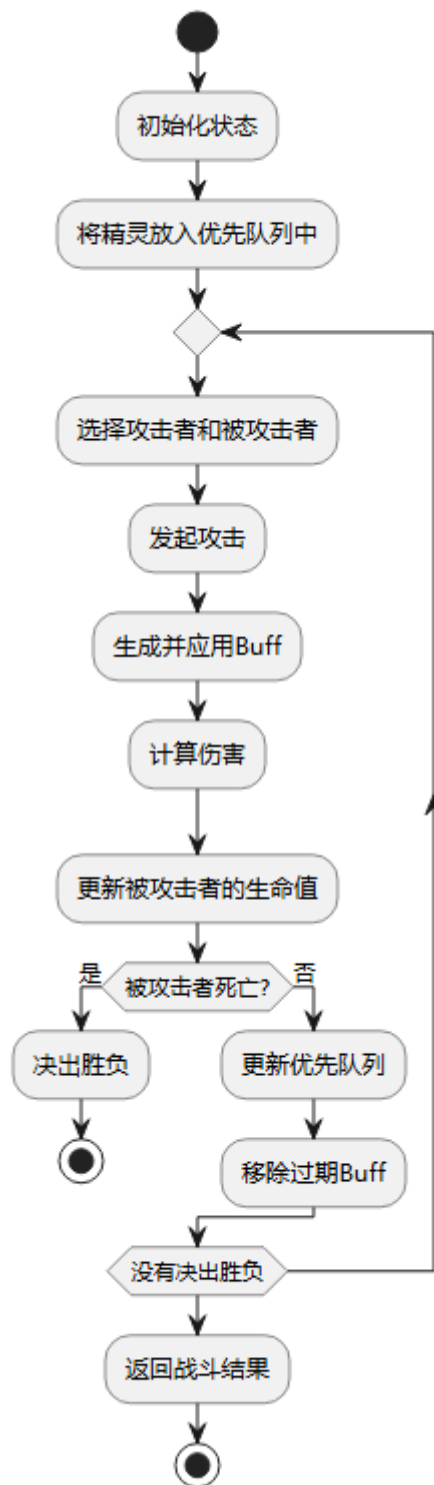 初始化状态
将精灵放入优先队列中
选择攻击者和被攻击者
发起攻击
生成并应用Buff
计算伤害
更新被攻击者的生命值
是
被攻击者死亡?
否
决出胜负
更新优先队列
移除过期Buff
没有决出胜负
返回战斗结果